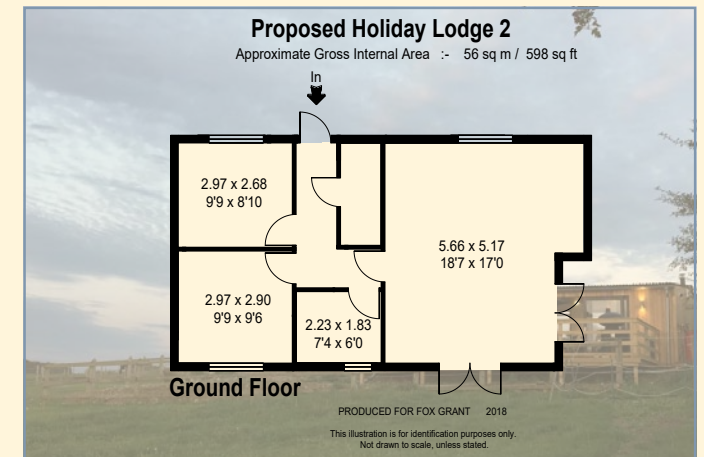 Proposed Holiday Lodge 2
Approximate Gross Internal Area :- 56 sq m / 598 sq ft
In
2.97 x 2.68
9'9 x 8'10
5.66 x 5.17
18'7 x 17'0
2.97 x 2.90
9'9 x 9'6
2.23 x 1.83
7'4 x 6'0
Ground Floor
PRODUCED FOR FOX GRANT 2018
This illustration is for identification purposes only.
Not drawn to scale, unless stated.